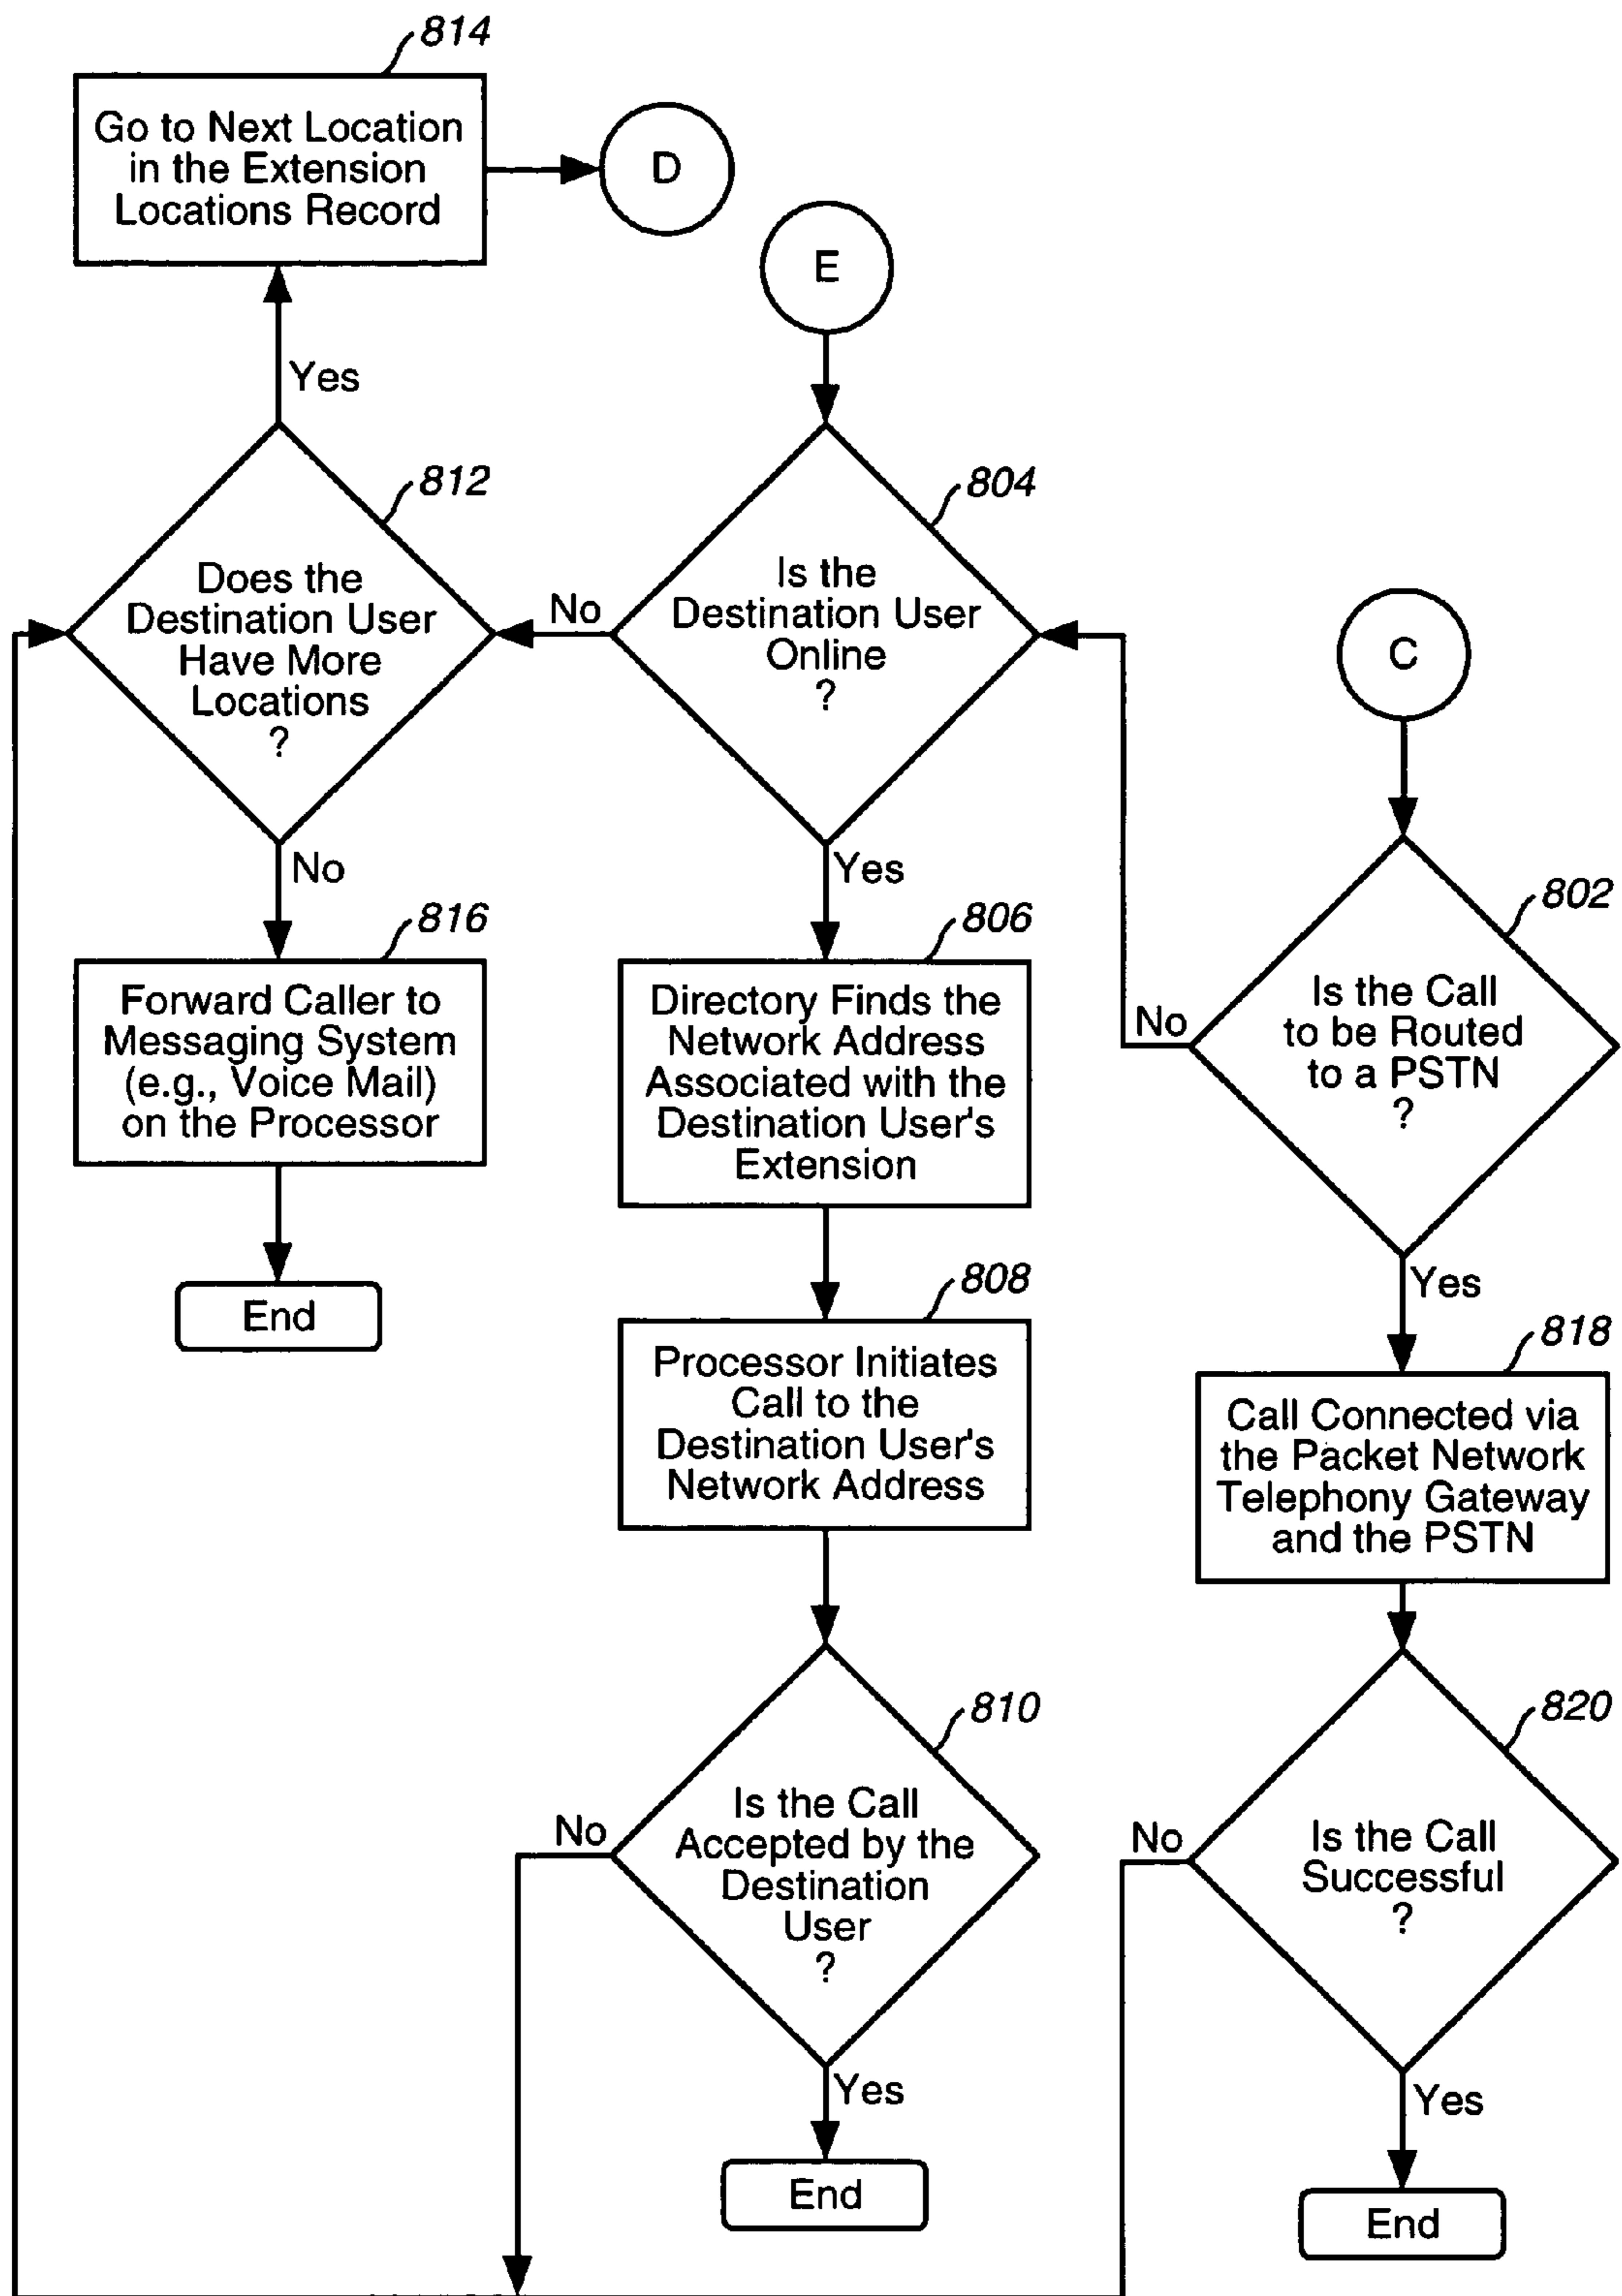 814
Go to Next Location
in the Extension
Locations Record
D
E
Yes
812
Does the
Destination User
Have More
Locations
?
No
804
Is the
Destination User
Online
?
C
No
816
Forward Caller to
Messaging System
(e.g., Voice Mail)
on the Processor
End
Yes
806
Directory Finds the
Network Address
Associated with the
Destination User's
Extension
808
Processor Initiates
Call to the
Destination User's
Network Address
810
Is the Call
Accepted by the
Destination
User
?
No
Yes
End
802
Is the Call
to be Routed
to a PSTN
?
No
Yes
818
Call Connected via
the Packet Network
Telephony Gateway
and the PSTN
820
Is the Call
Successful
?
No
Yes
End